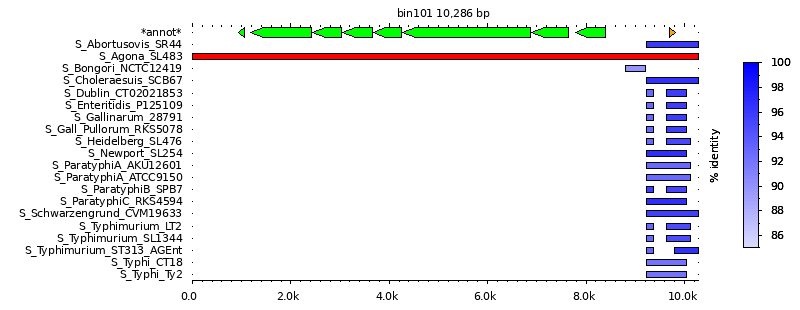 bin101 10,286 bp
*annot*
S_Abortusovis_SR44
S_Agona_SL483
S_Bongori_NCTC12419
S_Choleraesuis_SCB67
S_Dublin_CT02021853
S_Enteritidis_P125109
S_Gallinarum_28791
S_Gall_Pullorum_RKS5078
S_Heidelberg_SL476
S_Newport_SL254
S_ParatyphiA_AKU12601
S_ParatyphiA_ATCC9150
S_ParatyphiB_SPB7
S_ParatyphiC_RKS4594
S_Schwarzengrund_CVM19633
S_Typhimurium_LT2
S_Typhimurium_SL1344
S_Typhimurium_ST313_AGEnt
S_Typhi_CT18
S_Typhi_Ty2
0.0 2.0k 4.0k 6.0k 8.0k 10.0k
% identity
100
98
96
94
92
90
88
86